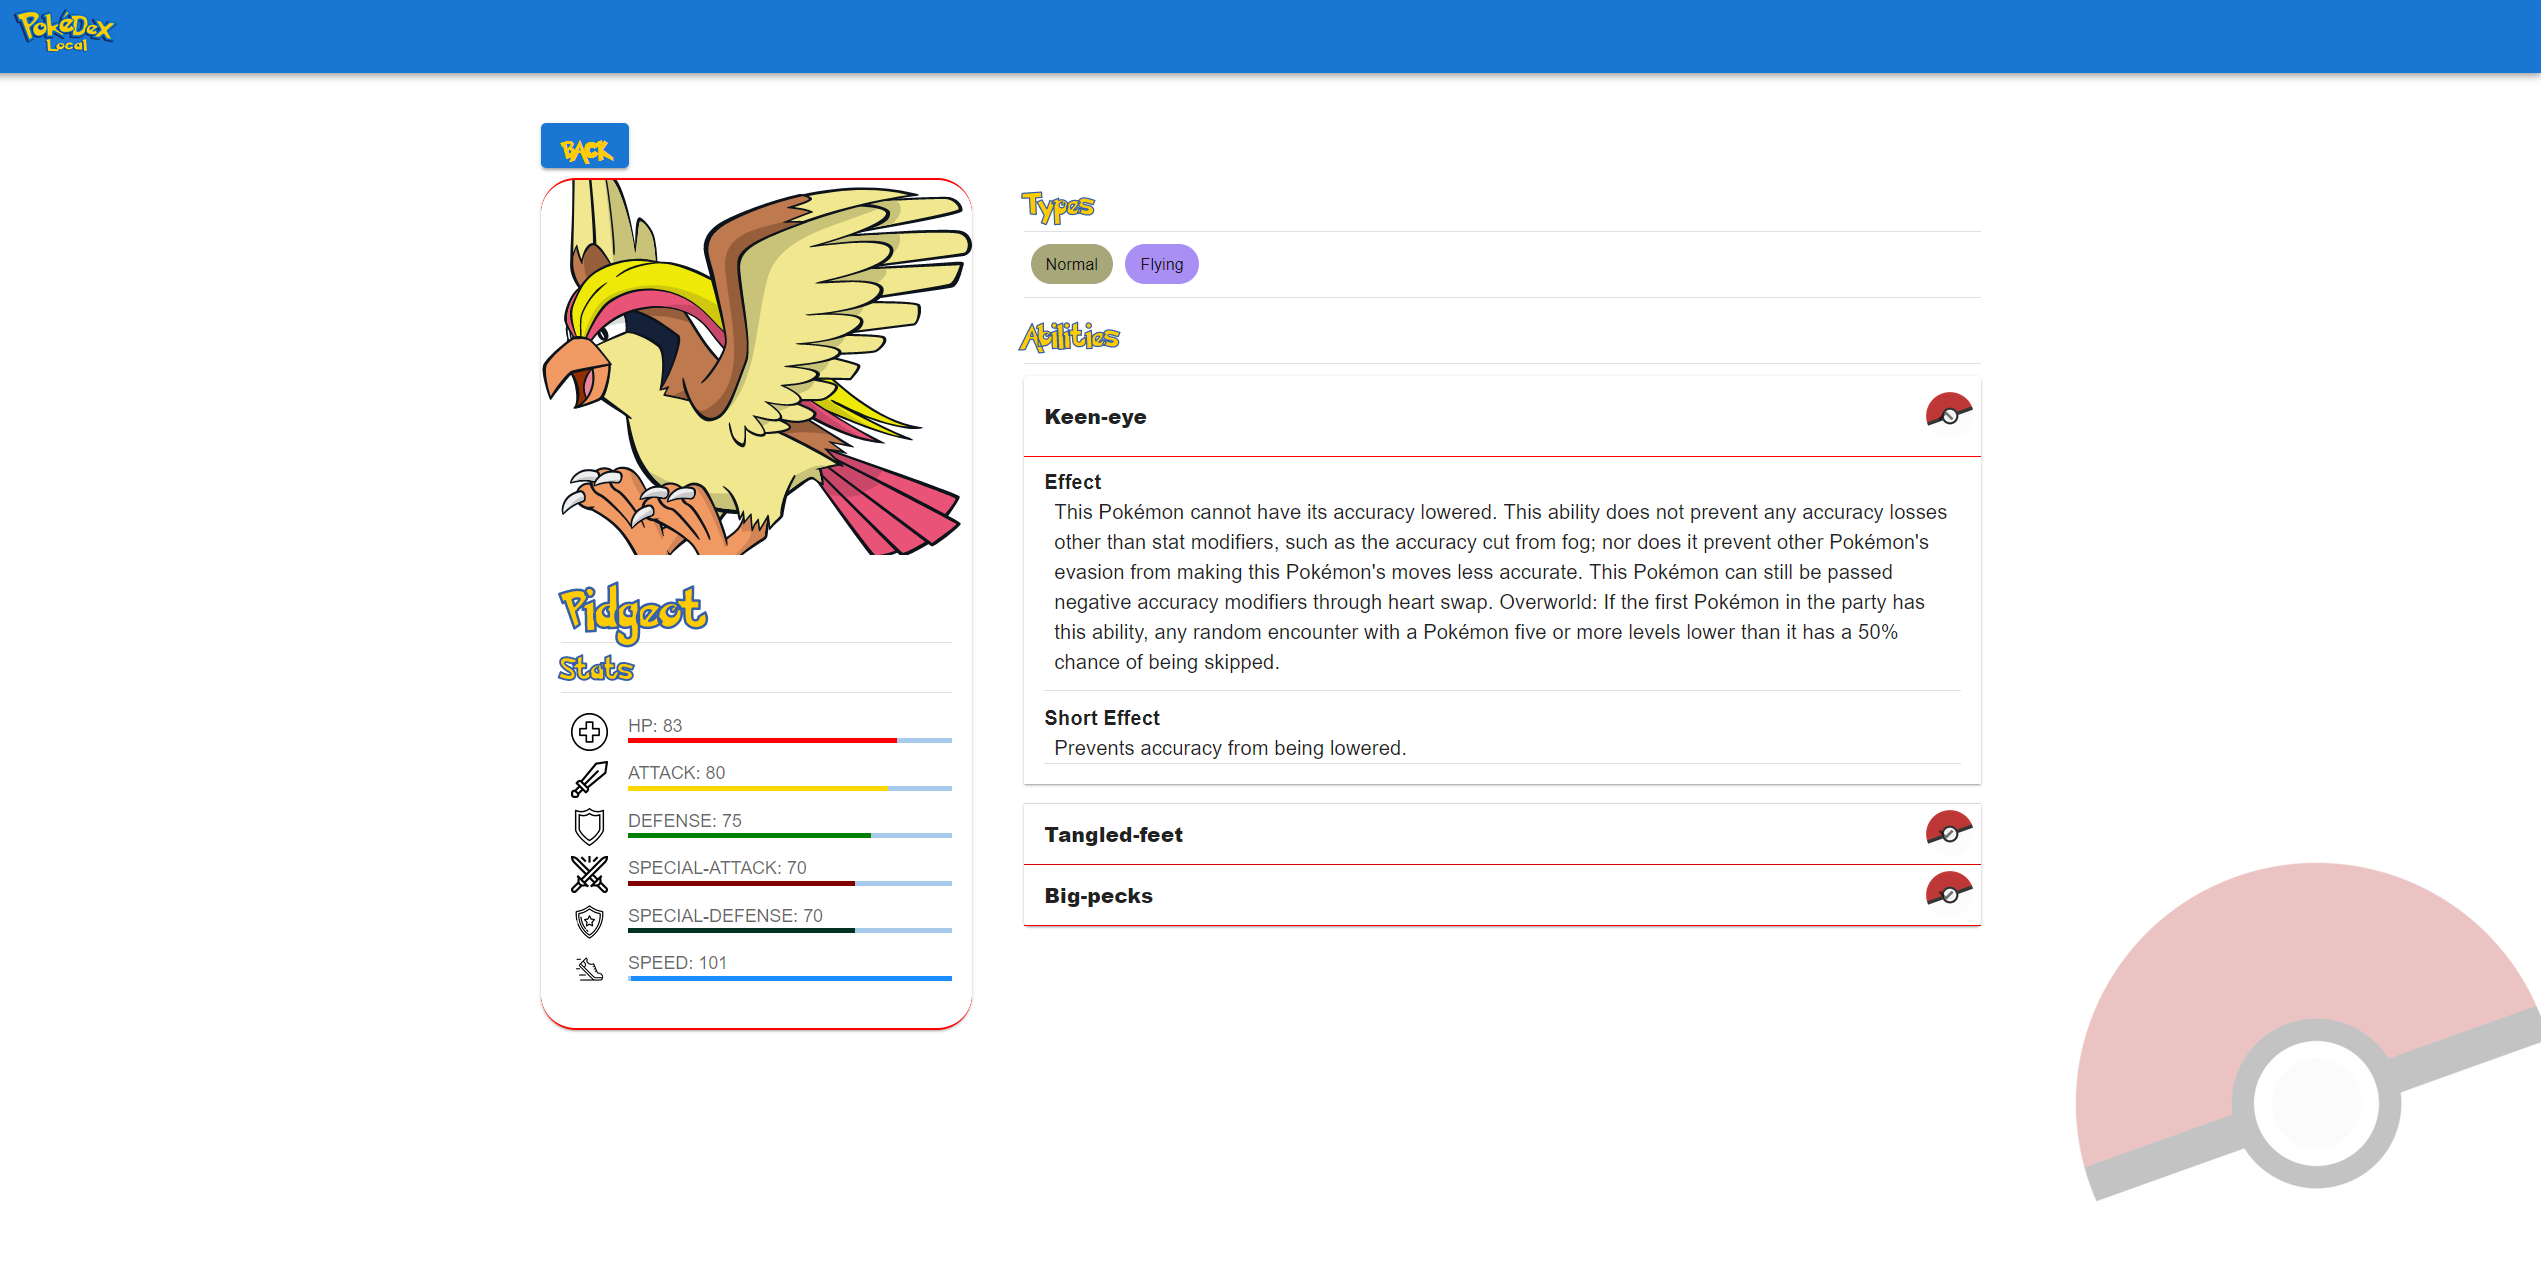 PokéDex
Local
BACK
Types
Normal
Flying
Abilities
Keen-eye
Effect
This Pokémon cannot have its accuracy lowered. This ability does not prevent any accuracy losses
other than stat modifiers, such as the accuracy cut from fog; nor does it prevent other Pokémon's
evasion from making this Pokémon's moves less accurate. This Pokémon can still be passed
negative accuracy modifiers through heart swap. Overworld: If the first Pokémon in the party has
this ability, any random encounter with a Pokémon five or more levels lower than it has a 50%
chance of being skipped.
Short Effect
Prevents accuracy from being lowered.
Tangled-feet
Big-pecks
Pidgeot
Stats
HP: 83
ATTACK: 80
DEFENSE: 75
SPECIAL-ATTACK: 70
SPECIAL-DEFENSE: 70
SPEED: 101